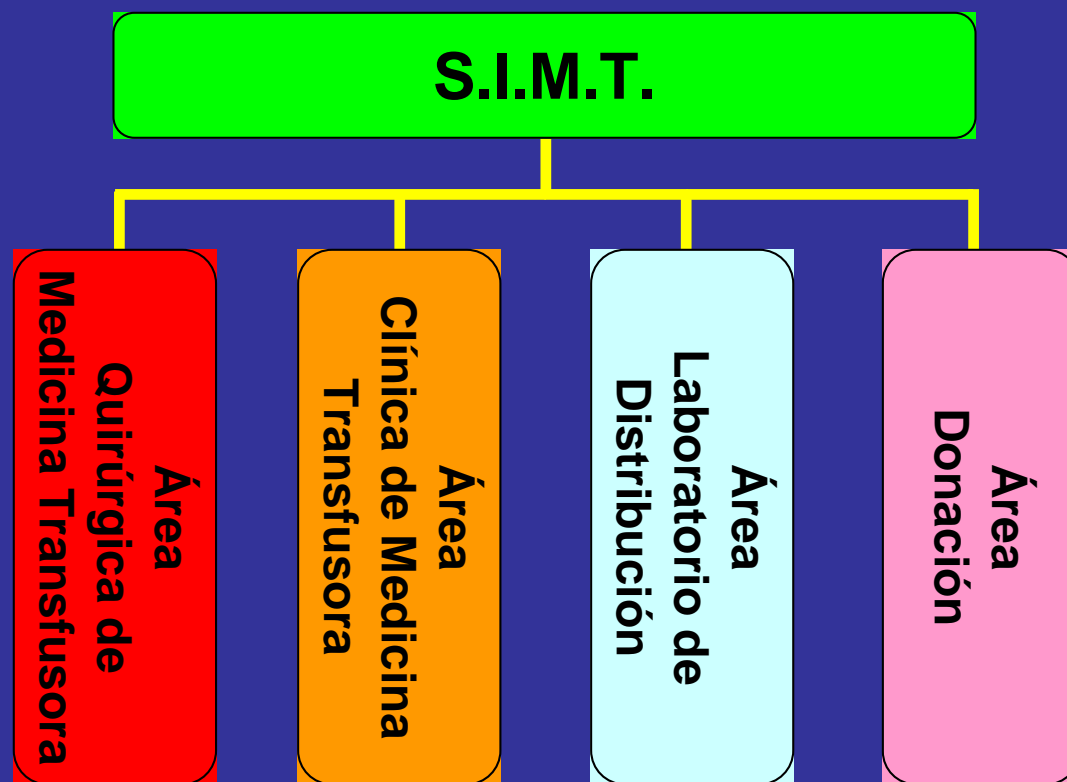 S.I.M.T.
Área
Quirúrgica de
Medicina Transfusora
Área
Clínica de Medicina
Transfusora
Área
Laboratorio de
Distribución
Área
Donación